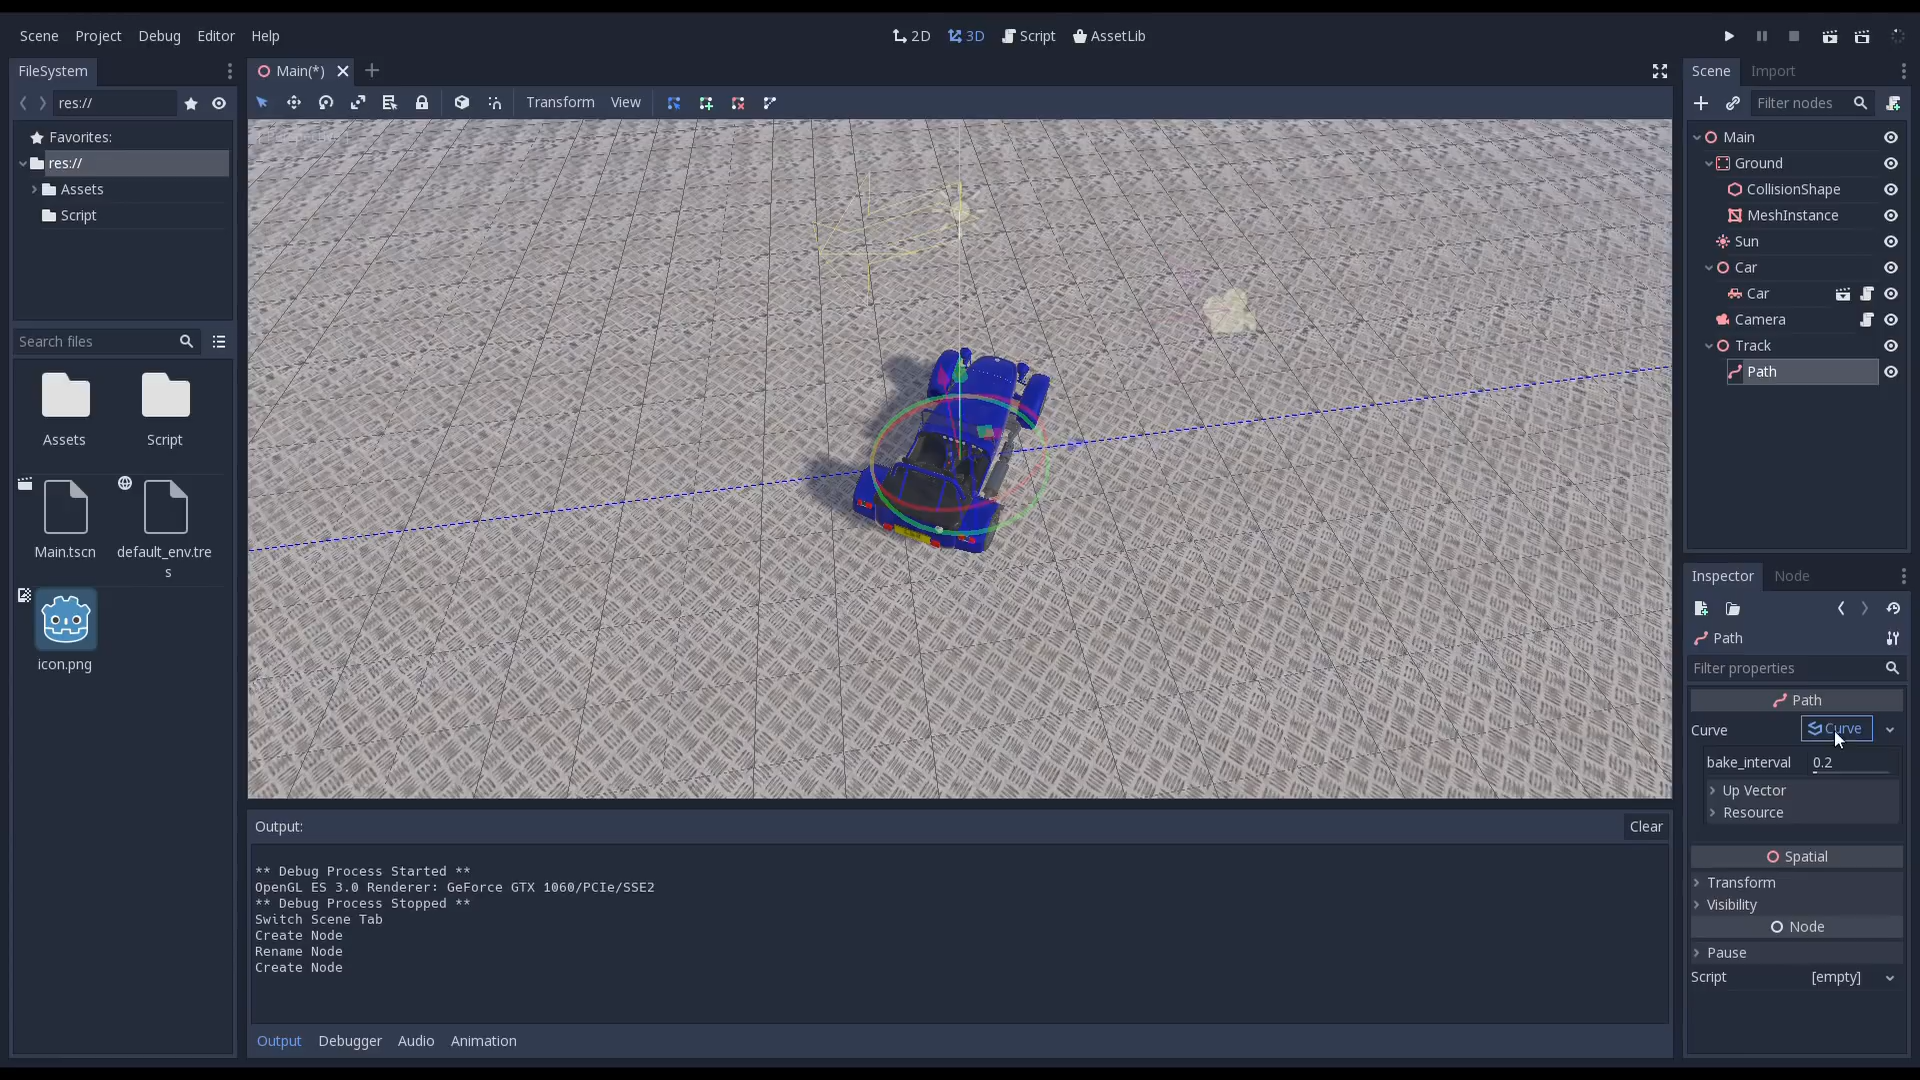 Scene Project Debug Editor Help
2D 3D Script AssetLib
FileSystem
Main(*)
Scene Import
res://
Transform View
Filter nodes
Favorites:
res://
Assets
Script
Main
Ground
CollisionShape
MeshInstance
Sun
Car
Car
Camera
Track
Path
Search files
Assets
Script
Main.tscn
default_env.tre
s
icon.png
Inspector Node
Path
Filter properties
Path
Curve Curve
bake_interval 0.2
Up Vector
Resource
Spatial
Transform
Visibility
Node
Pause
Script [empty]
Output:
Clear
** Debug Process Started **
OpenGL ES 3.0 Renderer: GeForce GTX 1060/PCIe/SSE2
** Debug Process Stopped **
Switch Scene Tab
Create Node
Rename Node
Create Node
Output Debugger Audio Animation